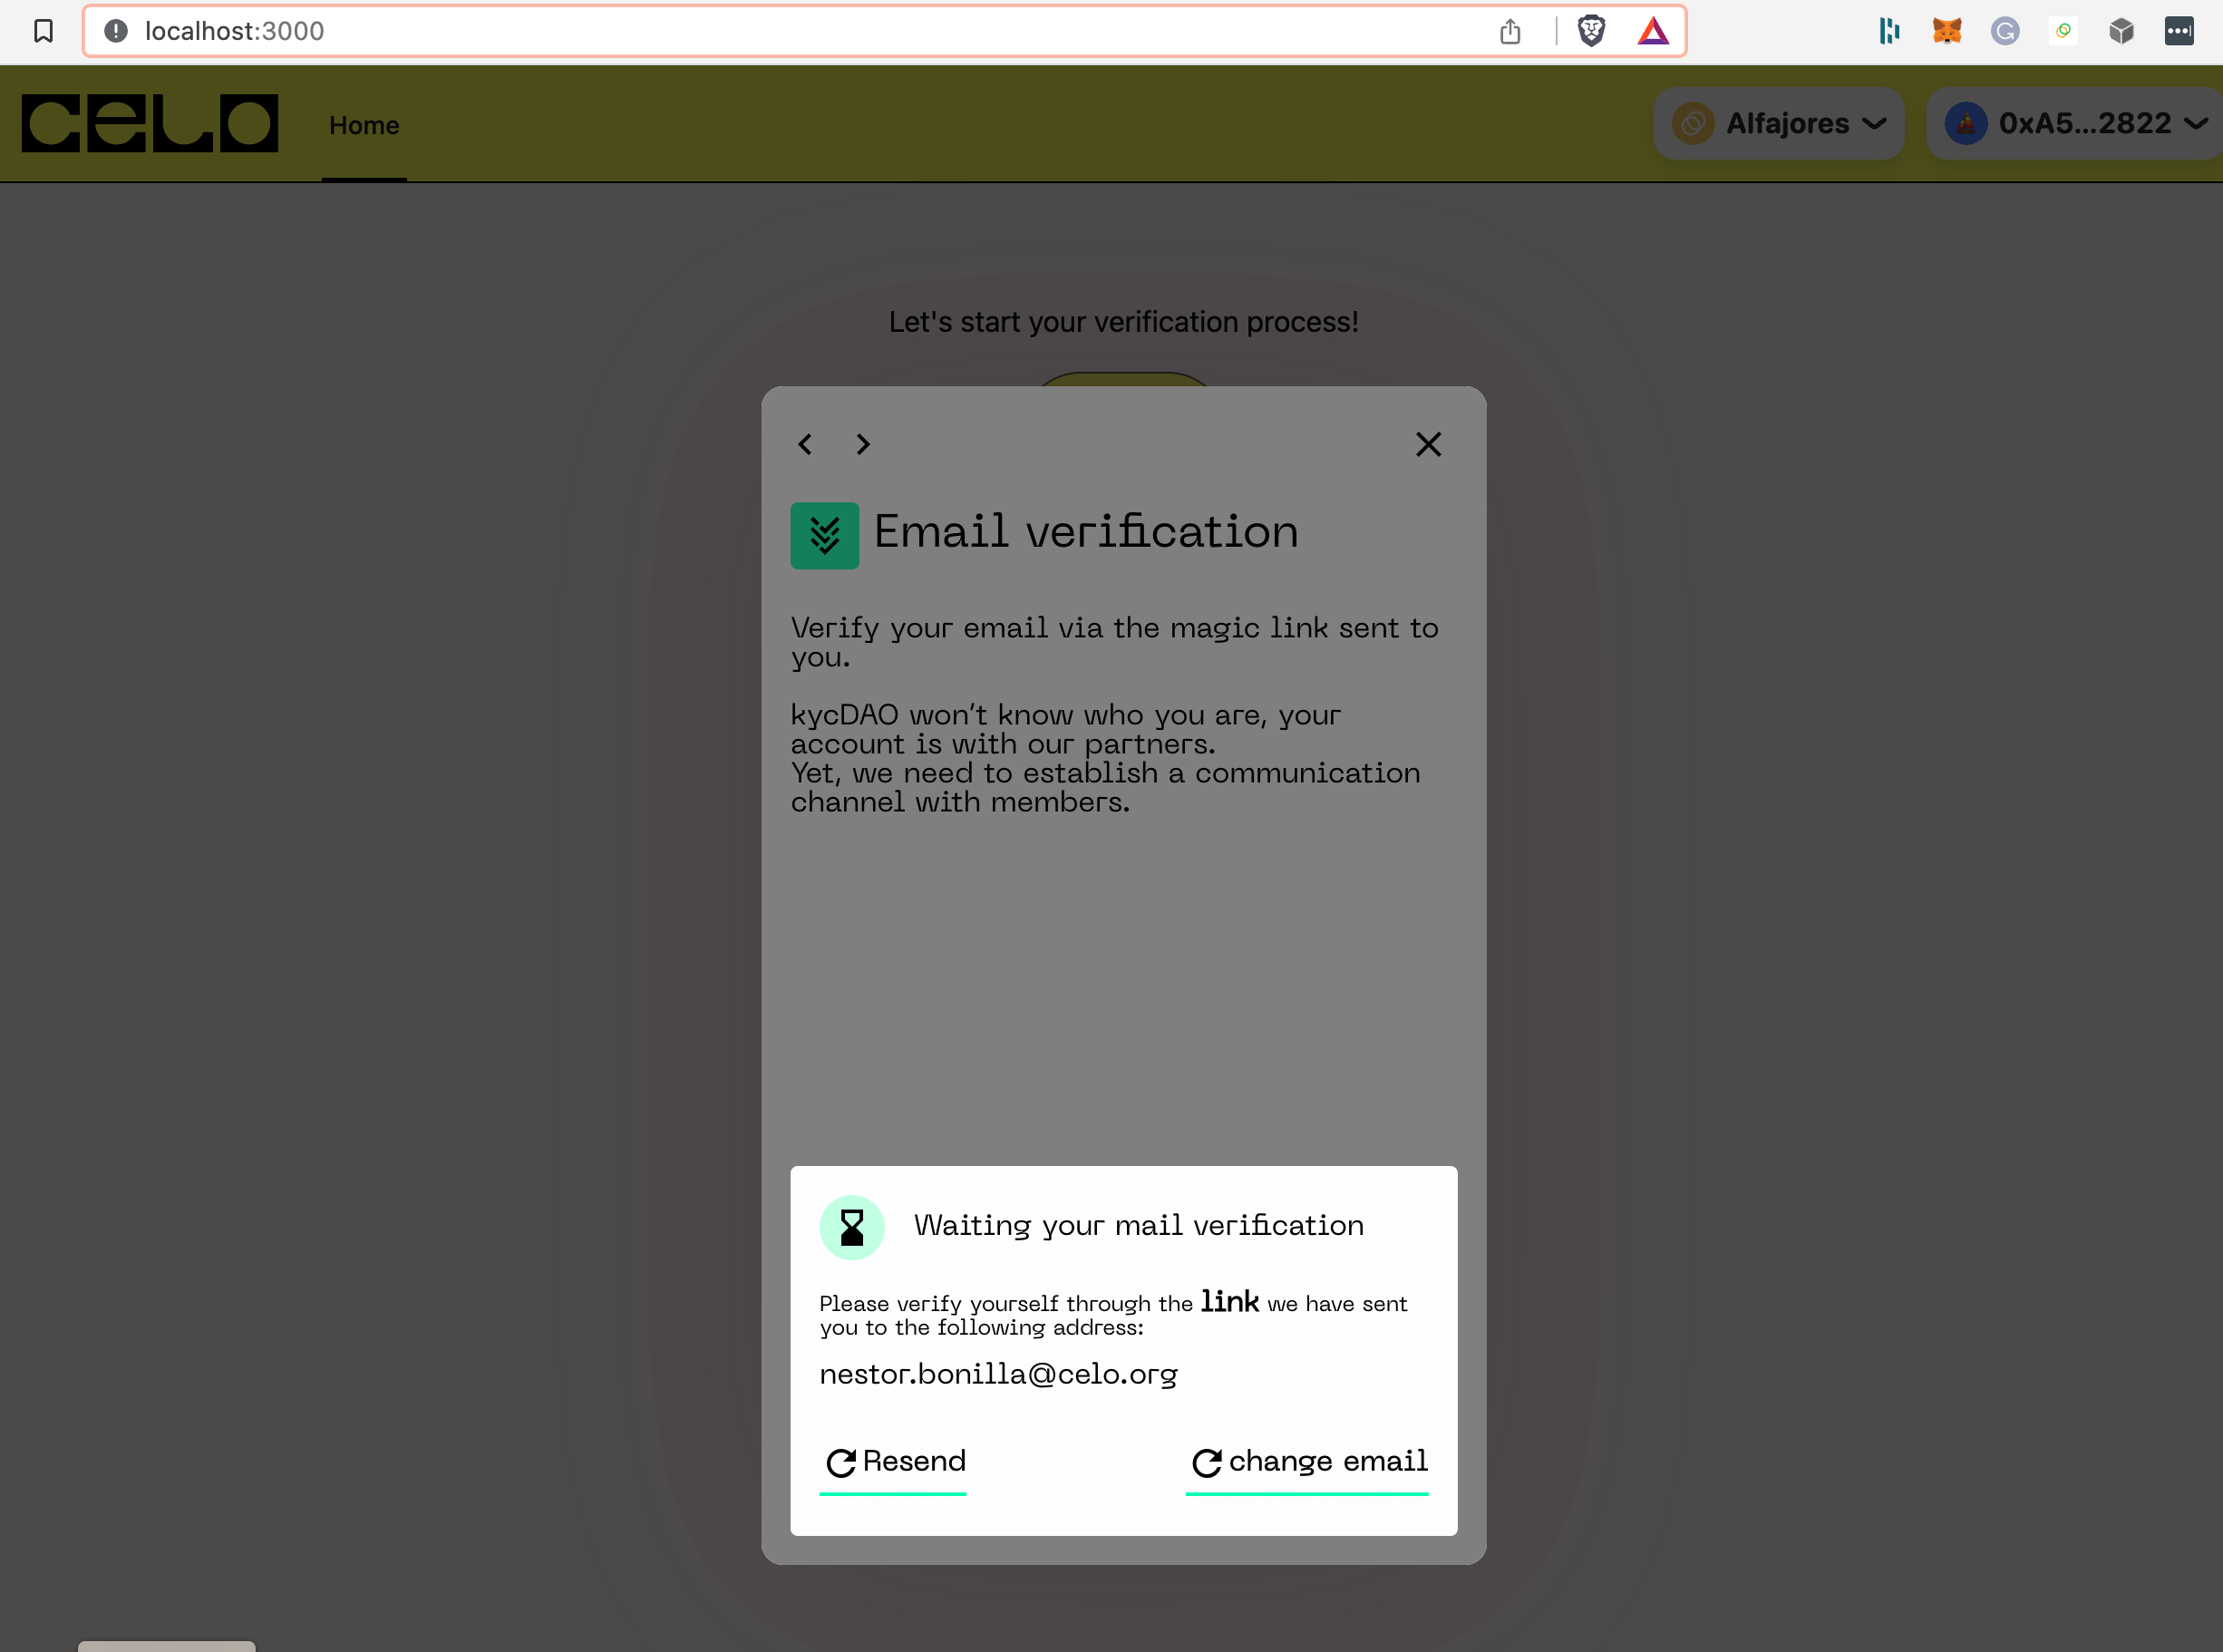 localhost:3000
CELO
Home
Alfajores
0xA5...2822
Let's start your verification process!
Email verification
Verify your email via the magic link sent to
you.
kycDAO won't know who you are, your
account is with our partners.
Yet, we need to establish a communication
channel with members.
Waiting your mail verification
Please verify yourself through the link we have sent
you to the following address:
nestor.bonilla@celo.org
Resend
change email